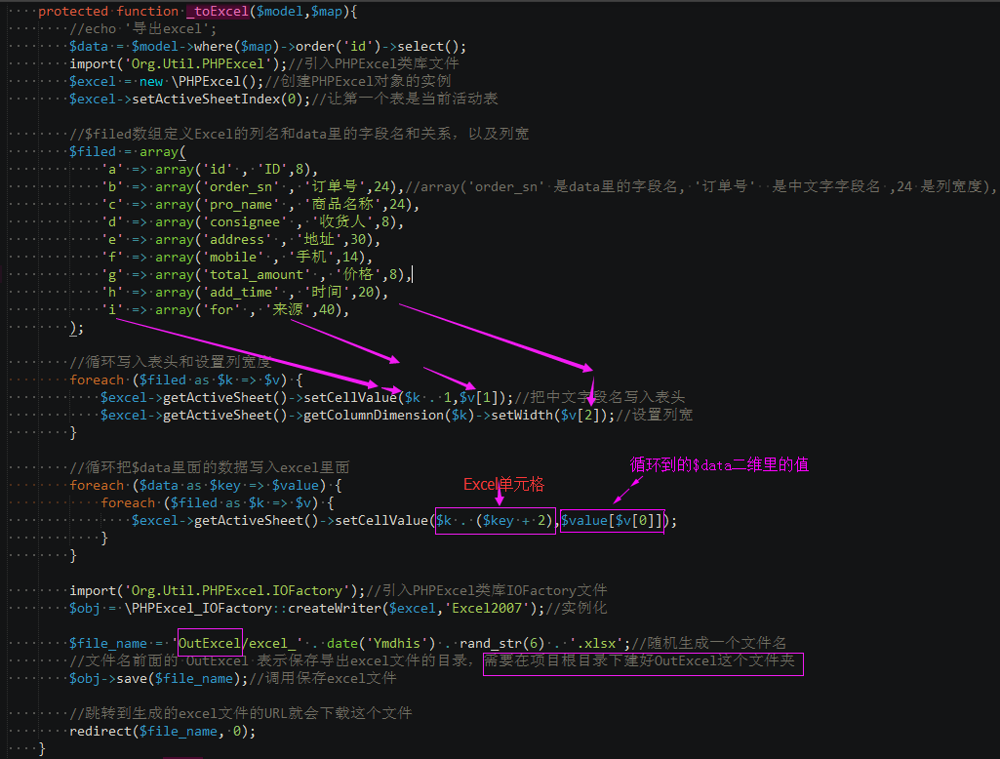 protected function _toExcel($model,$map){
//echo '导出excel';
$data = $model->where($map)->order('id')->select();
import('Org.Util.PHPExcel');//引入PHPExcel类库文件
$excel = new \PHPExcel();//创建PHPExcel对象的实例
$excel->setActiveSheetIndex(0);//让第一个表是当前活动表
//$filed数组定义Excel的列名和data里的字段名和关系，以及列宽
$filed = array(
'a' => array('id' , 'ID',8),
'b' => array('order_sn' , '订单号',24),//array('order_sn' 是data里的字段名, '订单号'  是中文字字段名 ,24 是列宽度),
'c' => array('pro_name' , '商品名称',24),
'd' => array('consignee' , '收货人',8),
'e' => array('address' , '地址',30),
'f' => array('mobile' , '手机',14),
'g' => array('total_amount' , '价格',8),
'h' => array('add_time' , '时间',20),
'i' => array('for' , '来源',40),
);
//循环写入表头和设置列宽度
foreach ($filed as $k => $v) {
$excel->getActiveSheet()->setCellValue($k . 1,$v[1]);//把中文字段名写入表头
$excel->getActiveSheet()->getColumnDimension($k)->setWidth($v[2]);//设置列宽
}
//循环把$data里面的数据写入excel里面
循环到的$data二维里的值
foreach ($data as $key => $value) {
Excel单元格
foreach ($filed as $k => $v) {
$excel->getActiveSheet()->setCellValue($k . ($key + 2),$value[$v[0]]);
}
}
import('Org.Util.PHPExcel.IOFactory');//引入PHPExcel类库IOFactory文件
$obj = \PHPExcel_IOFactory::createWriter($excel,'Excel2007');//实例化
$file_name = 'OutExcel/excel_' . date('Ymdhis') . rand_str(6) . '.xlsx';//随机生成一个文件名
//文件名前面的 OutExcel 表示保存导出excel文件的目录，需要在项目根目录下建好OutExcel这个文件夹
$obj->save($file_name);//调用保存excel文件
//跳转到生成的excel文件的URL就会下载这个文件
redirect($file_name, 0);
}